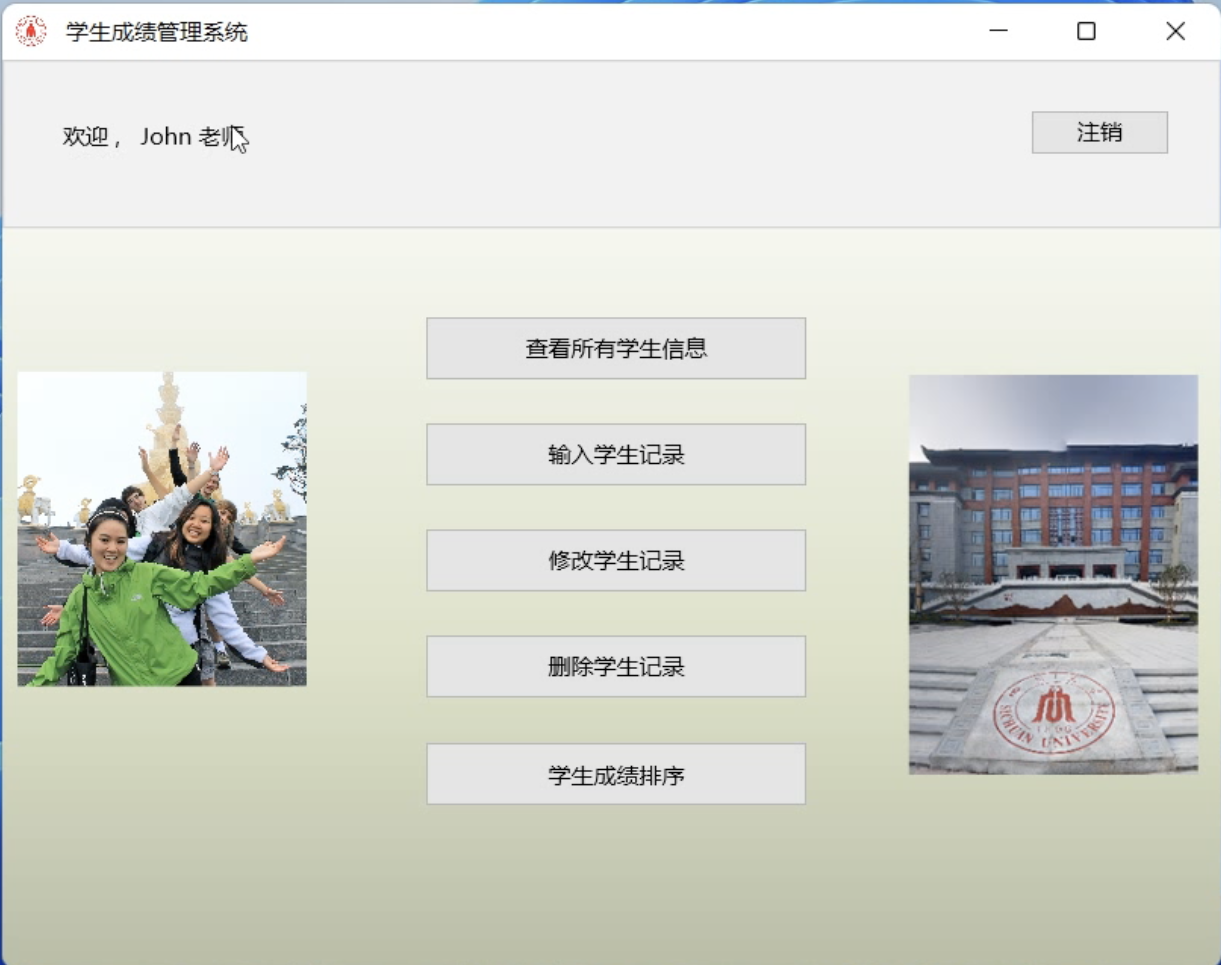 学生成绩管理系统
欢迎， John 老师
注销
查看所有学生信息
输入学生记录
修改学生记录
删除学生记录
学生成绩排序
SICHUAN UNIVERSITY